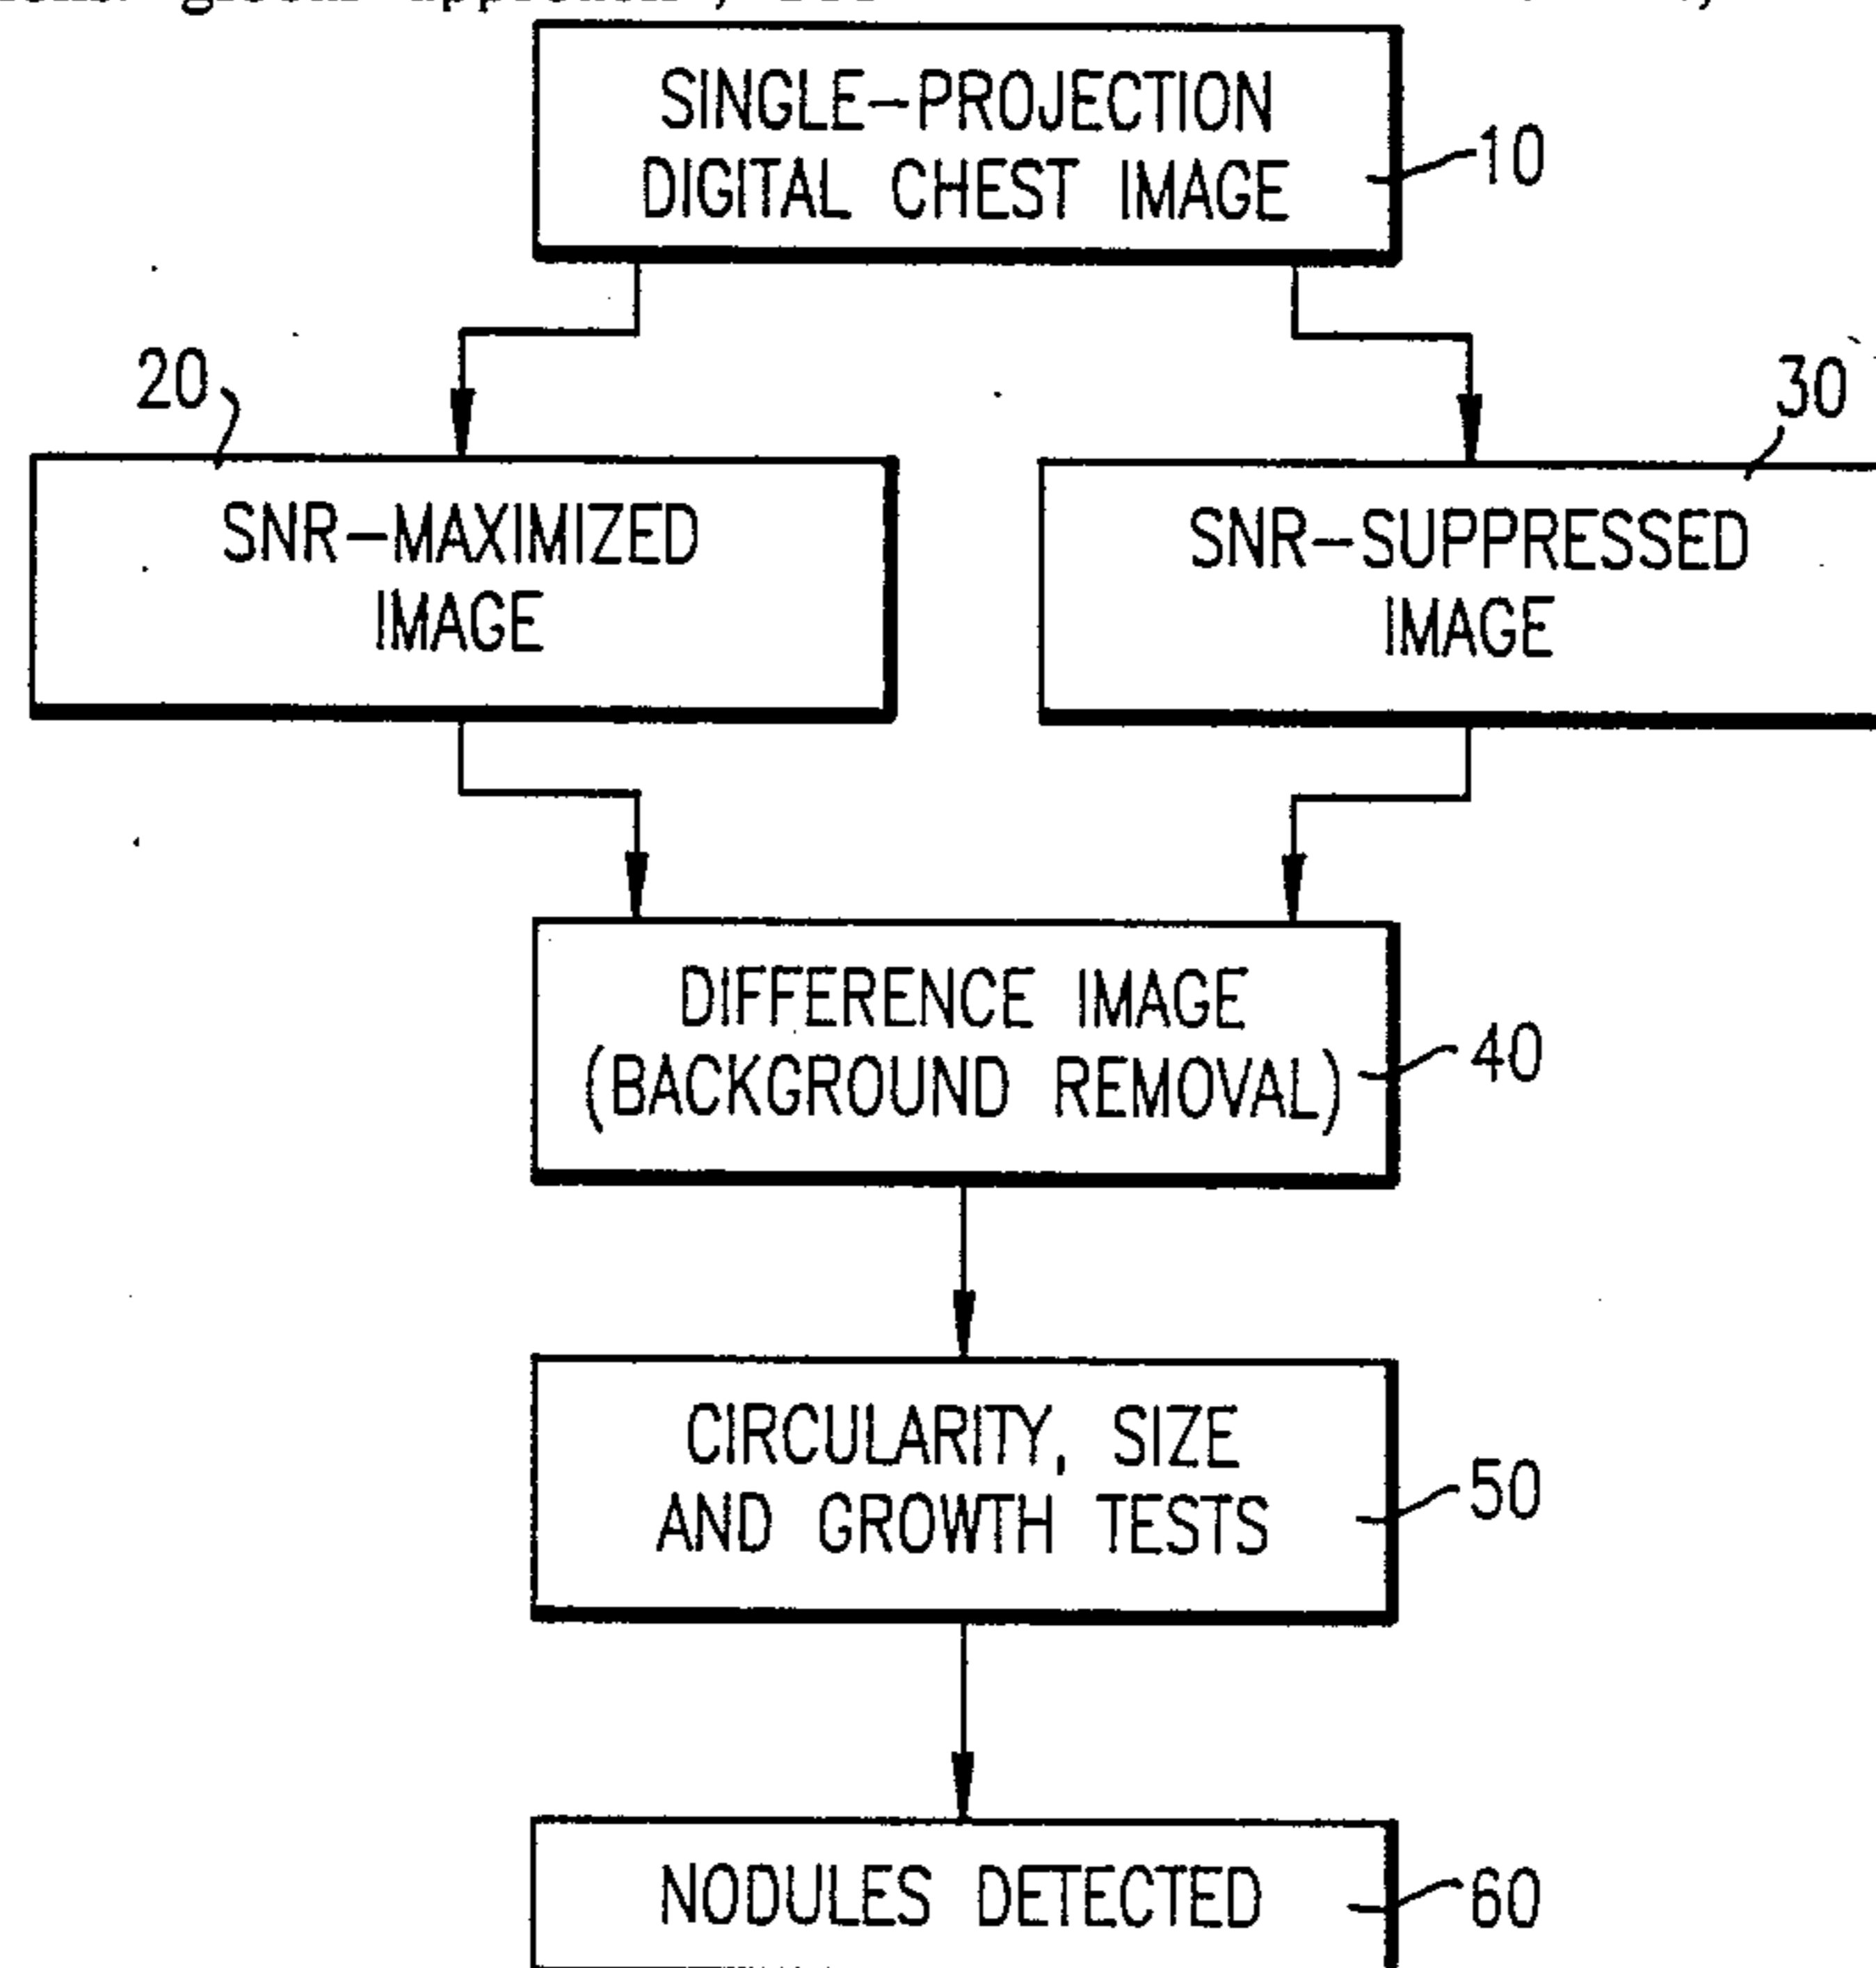 SINGLE-PROJECTION
DIGITAL CHEST IMAGE
10
20
30
SNR-MAXIMIZED
IMAGE
SNR-SUPPRESSED
IMAGE
DIFFERENCE IMAGE
(BACKGROUND REMOVAL)
40
CIRCULARITY, SIZE
AND GROWTH TESTS
50
NODULES DETECTED
60